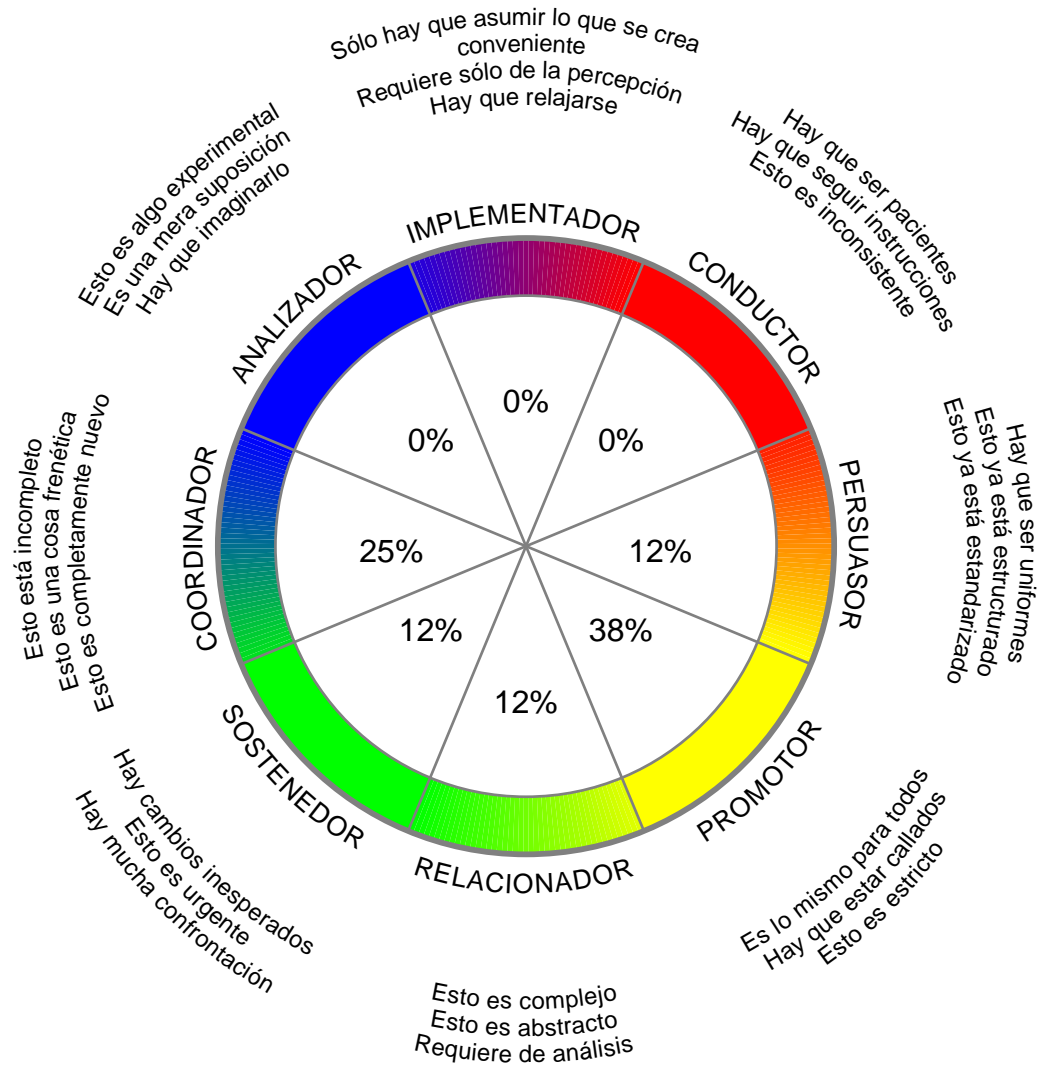 Sólo hay que asumir lo que se crea
conveniente
Requiere sólo de la percepción
Hay que relajarse
Hay que ser pacientes
Hay que seguir instrucciones
Esto es inconsistente
Esto es algo experimental
Es una mera suposición
Hay que imaginarlo
IMPLEMENTADOR
CONDUCTOR
ANALIZADOR
PERSUASOR
COORDINADOR
PROMOTOR
SOSTENEDOR
RELACIONADOR
0%
0%
0%
25%
12%
12%
38%
12%
Hay que ser uniformes
Esto ya está estructurado
Esto ya está estandarizado
Esto está incompleto
Esto es una cosa frenética
Esto es completamente nuevo
Hay cambios inesperados
Esto es urgente
Hay mucha confrontación
Es lo mismo para todos
Hay que estar callados
Esto es estricto
Esto es complejo
Esto es abstracto
Requiere de análisis